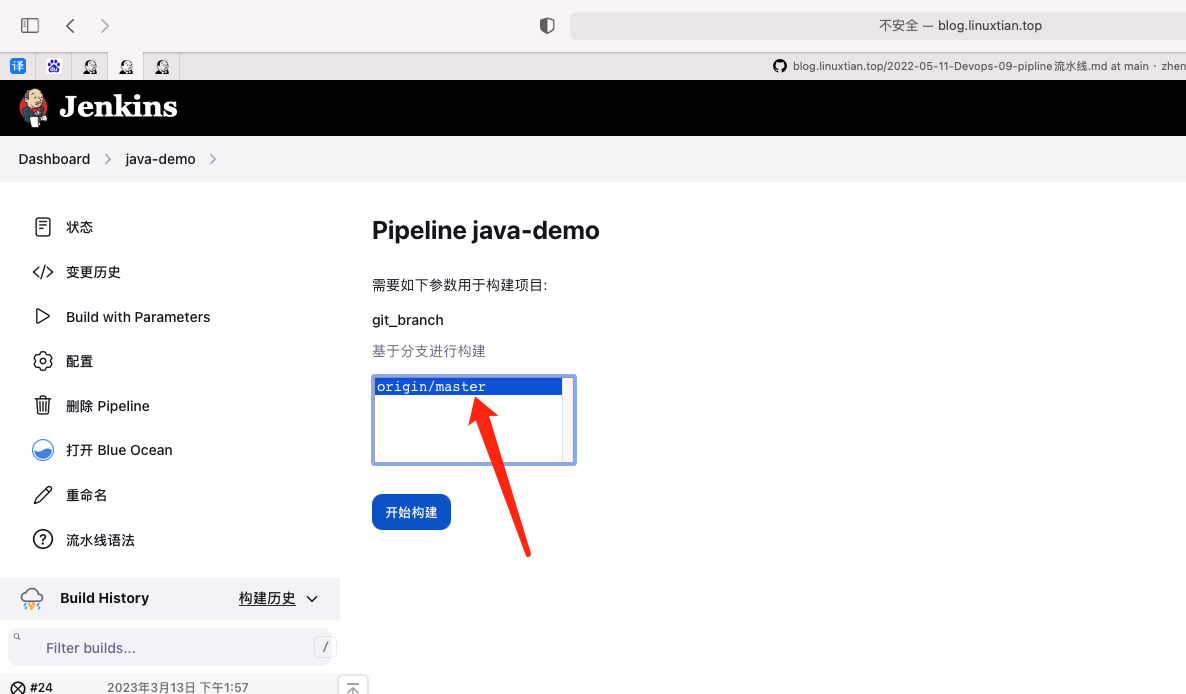 不安全 — blog.linuxtian.top
译
blog.linuxtian.top/2022-05-11-Devops-09-pipline流水线.md at main · zhen
Jenkins
Dashboard
java-demo
状态
变更历史
Build with Parameters
配置
删除 Pipeline
打开 Blue Ocean
重命名
流水线语法
Build History
构建历史
Filter builds...
/
#24
2023年3月13日 下午1:57
Pipeline java-demo
需要如下参数用于构建项目:
git_branch
基于分支进行构建
origin/master
开始构建